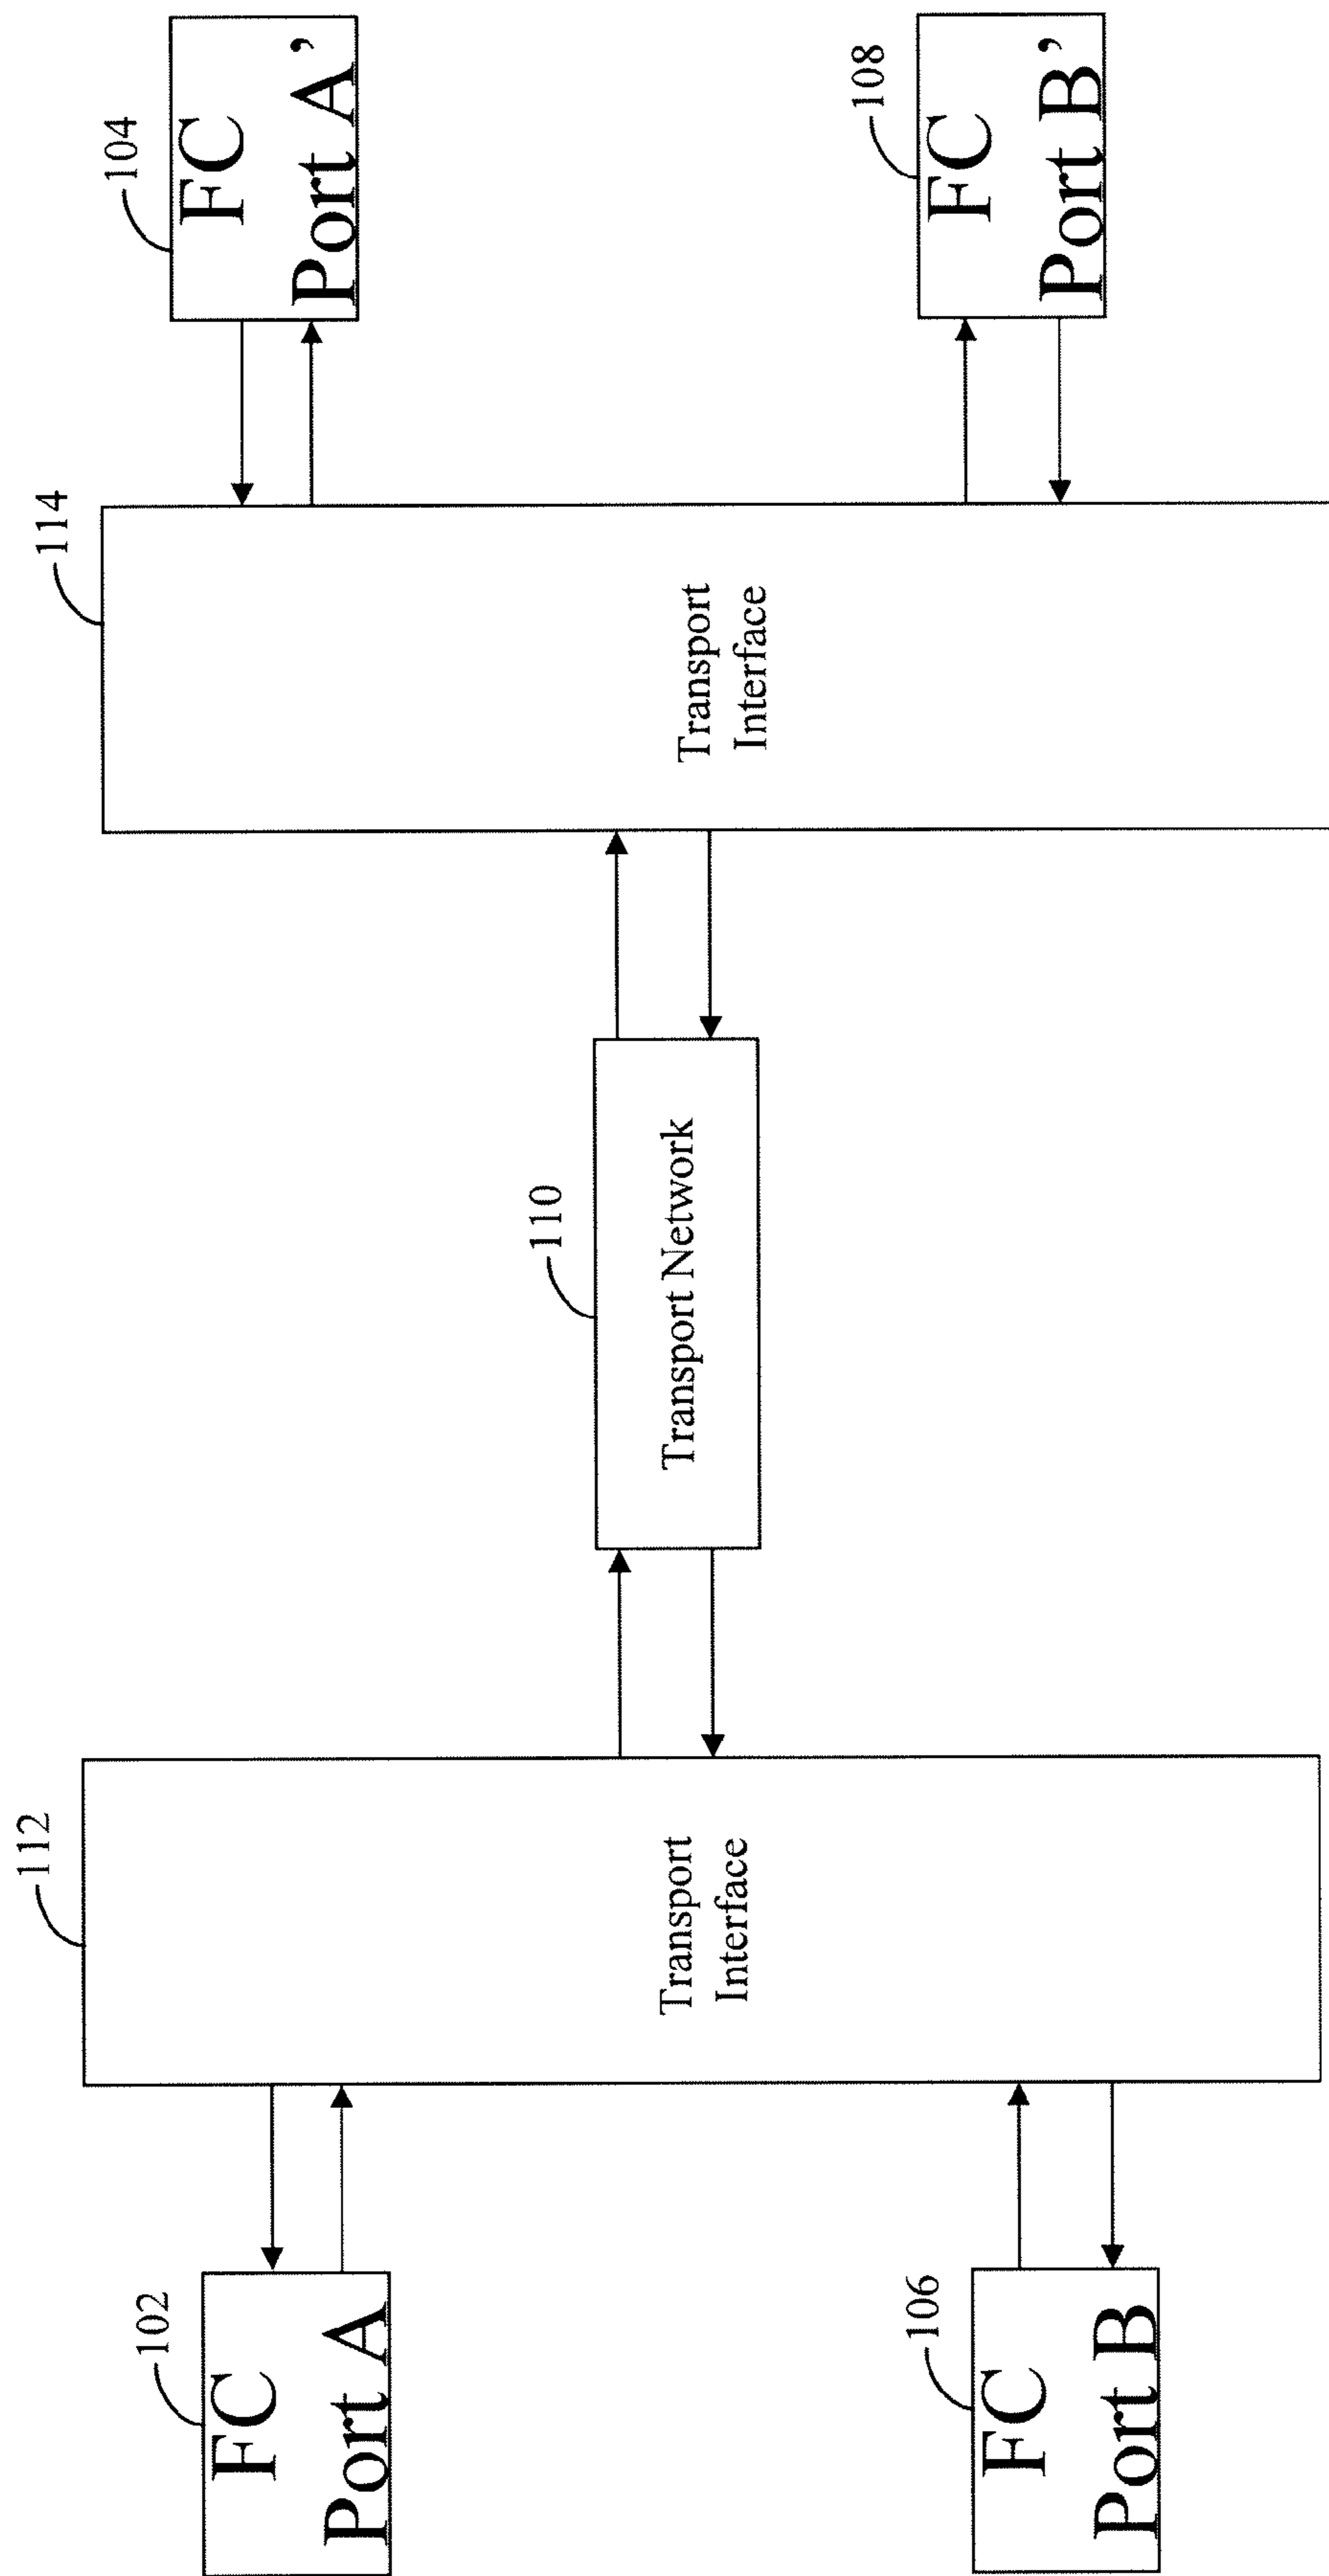 102
FC
Port A
112
Transport
Interface
110
Transport Network
114
Transport
Interface
104
FC
Port A’
106
FC
Port B
108
FC
Port B’